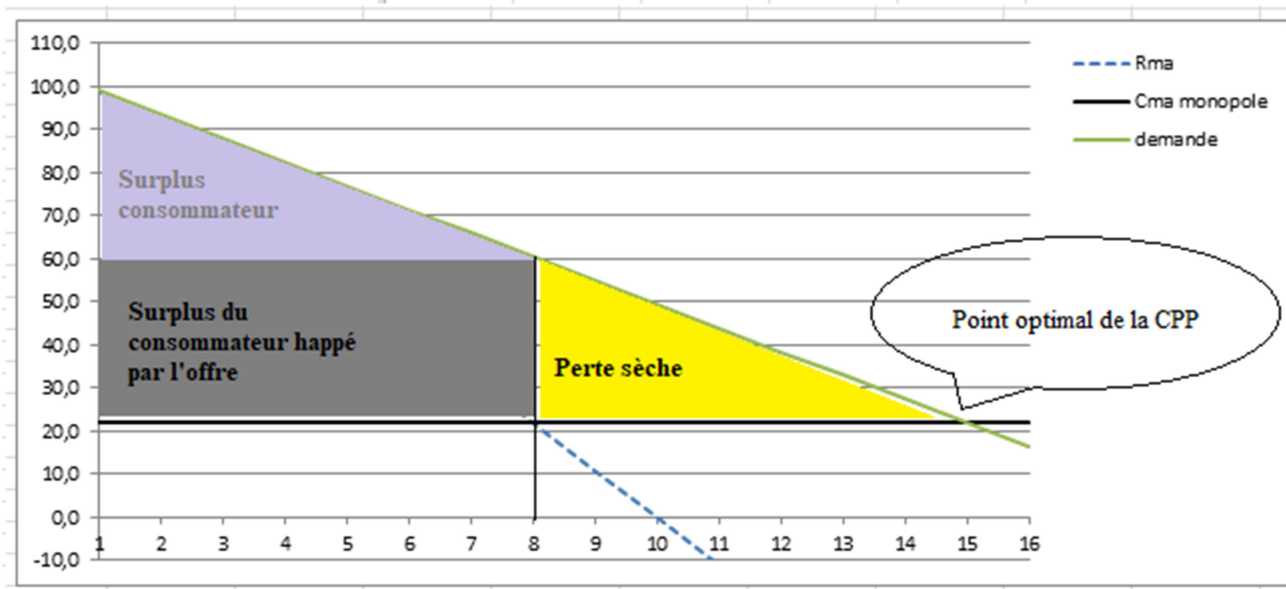 110,0
100,0
90,0
80,0
70,0
60,0
50,0
40,0
30,0
20,0
10,0
0,0
-10,0
1 2 3 4 5 6 7 8 9 10 11 12 13 14 15 16
Surplus
consommateur
Surplus du
consommateur happé
par l'offre
Perte sèche
Point optimal de la CPP
Rma
Cma monopole
demande